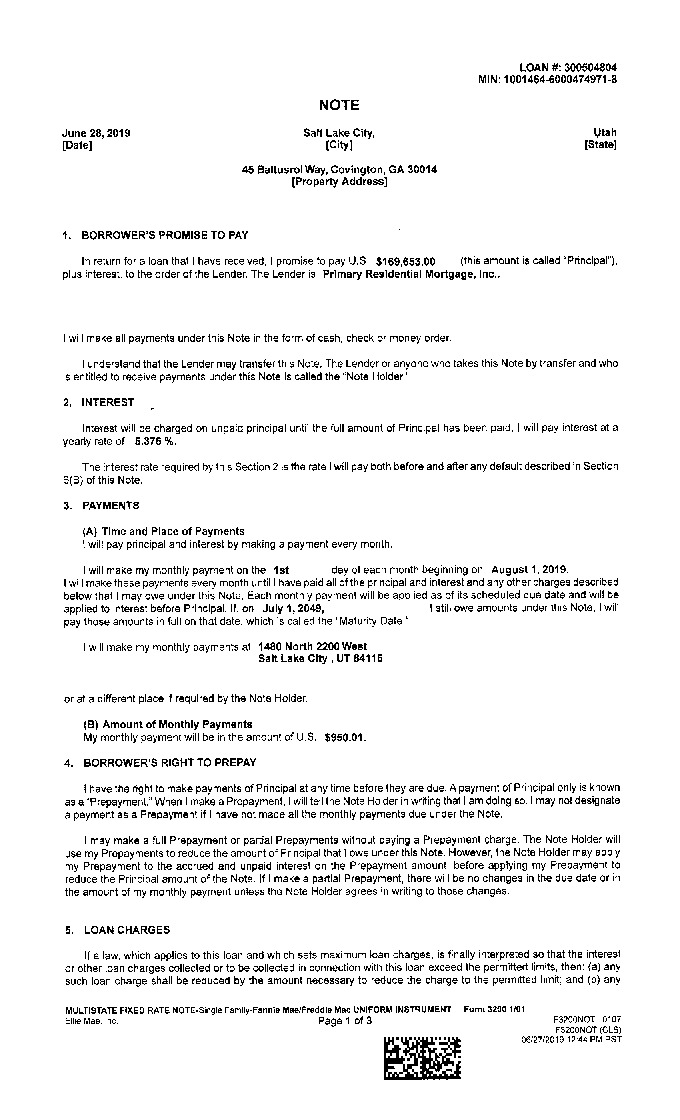 LOAN #: 300504804
MIN: 1001464-6000474971-8
NOTE
June 28, 2019 Salt Lake City, Utah
[Date] [City] [State]
45 Baltusrol Way, Covington, GA 30014
[Property Address]
1. BORROWER'S PROMISE TO PAY
In return for a loan that I have received, I promise to pay U.S. $169,653.00 (this amount is called "Principal"),
plus interest, to the order of the Lender. The Lender is Primary Residential Mortgage, Inc..
I will make all payments under this Note in the form of cash, check or money order.
I understand that the Lender may transfer this Note. The Lender or anyone who takes this Note by transfer and who
is entitled to receive payments under this Note is called the "Note Holder"
2. INTEREST
Interest will be charged on unpaid principal until the full amount of Principal has been paid. I will pay interest at a
yearly rate of 5.375 %.
The interest rate required by this Section 2 is the rate I will pay both before and after any default described in Section
6(B) of this Note.
3. PAYMENTS
(A) Time and Place of Payments
I will pay principal and interest by making a payment every month.
I will make my monthly payment on the 1st day of each month beginning on August 1, 2019.
I will make these payments every month until I have paid all of the principal and interest and any other charges described
below that I may owe under this Note. Each monthly payment will be applied as of its scheduled due date and will be
applied to interest before Principal. If, on July 1, 2049, I still owe amounts under this Note, I will
pay those amounts in full on that date, which is called the "Maturity Date."
I will make my monthly payments at 1480 North 2200 West
Salt Lake City , UT 84116
or at a different place if required by the Note Holder.
(B) Amount of Monthly Payments
My monthly payment will be in the amount of U.S. $950.01.
4. BORROWER'S RIGHT TO PREPAY
I have the right to make payments of Principal at any time before they are due. A payment of Principal only is known
as a "Prepayment." When I make a Prepayment, I will tell the Note Holder in writing that I am doing so. I may not designate
a payment as a Prepayment if I have not made all the monthly payments due under the Note.
I may make a full Prepayment or partial Prepayments without paying a Prepayment charge. The Note Holder will
use my Prepayments to reduce the amount of Principal that I owe under this Note. However, the Note Holder may apply
my Prepayment to the accrued and unpaid interest on the Prepayment amount before applying my Prepayment to
reduce the Principal amount of the Note. If I make a partial Prepayment, there will be no changes in the due date or in
the amount of my monthly payment unless the Note Holder agrees in writing to those changes.
5. LOAN CHARGES
If a law, which applies to this loan and which sets maximum loan charges, is finally interpreted so that the interest
or other loan charges collected or to be collected in connection with this loan exceed the permitted limits, then: (a) any
such loan charge shall be reduced by the amount necessary to reduce the charge to the permitted limit; and (b) any
MULTISTATE FIXED RATE NOTE-Single Family-Fannie Mae/Freddie Mac UNIFORM INSTRUMENT Form 3200 1/01
Ellie Mae, Inc. Page 1 of 3 F3200NOT 0107
F3200NOT (CLS)
06/27/2019 12:44 PM PST